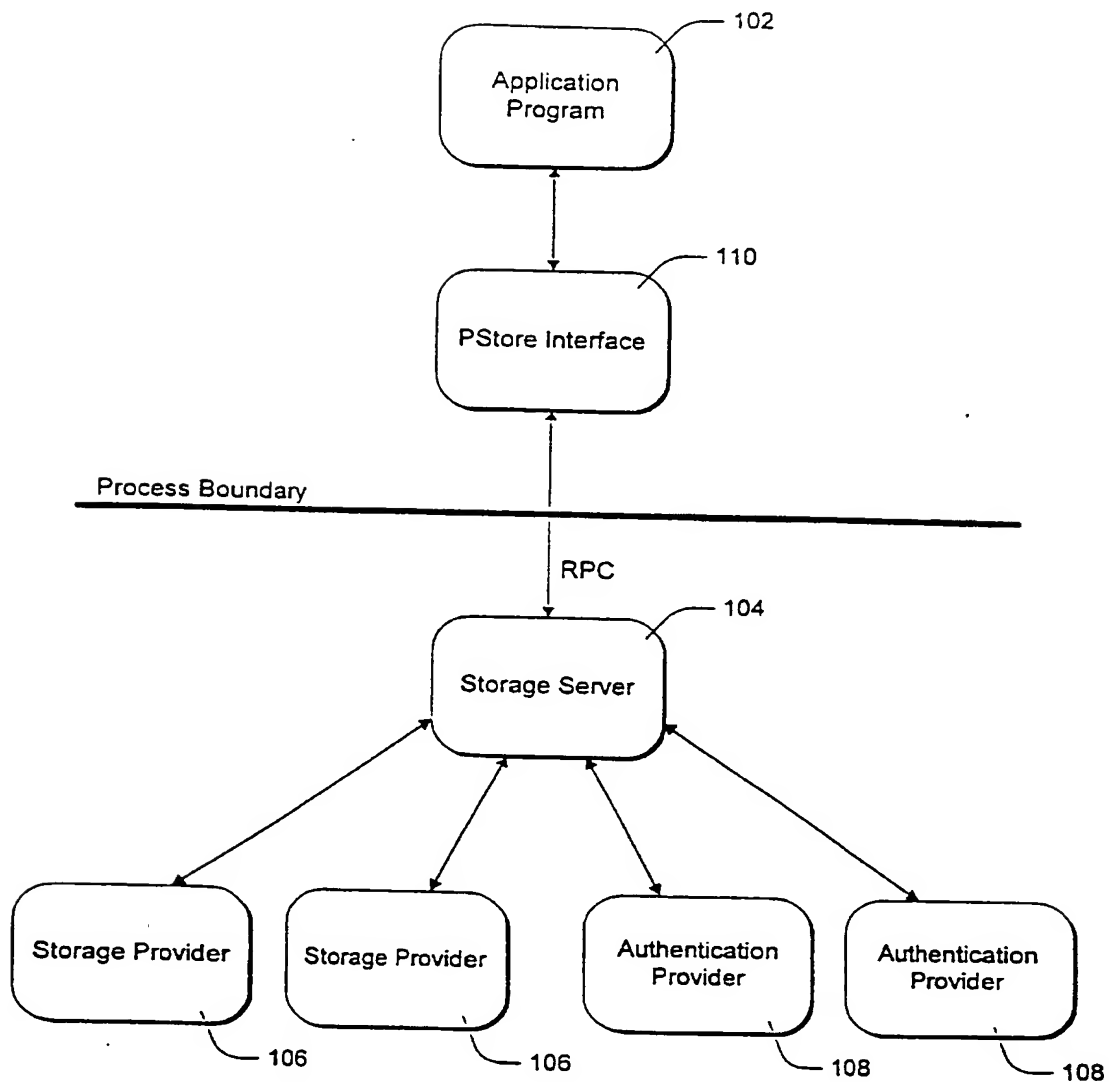 102
Application
Program
110
PStore Interface
Process Boundary
RPC
104
Storage Server
Storage Provider
Storage Provider
Authentication
Provider
Authentication
Provider
106
106
108
108